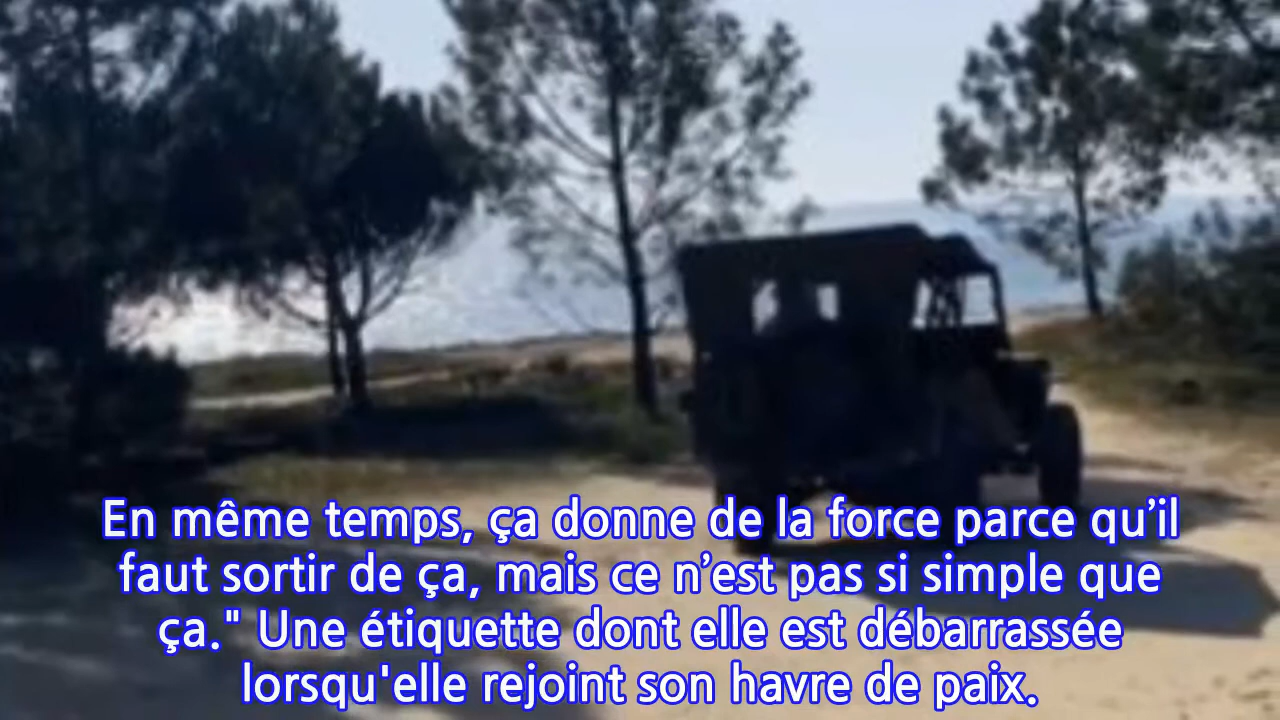 En même temps, ça donne de la force parce qu’il
faut sortir de ça, mais ce n’est pas si simple que
ça." Une étiquette dont elle est débarrassée
lorsqu'elle rejoint son havre de paix.